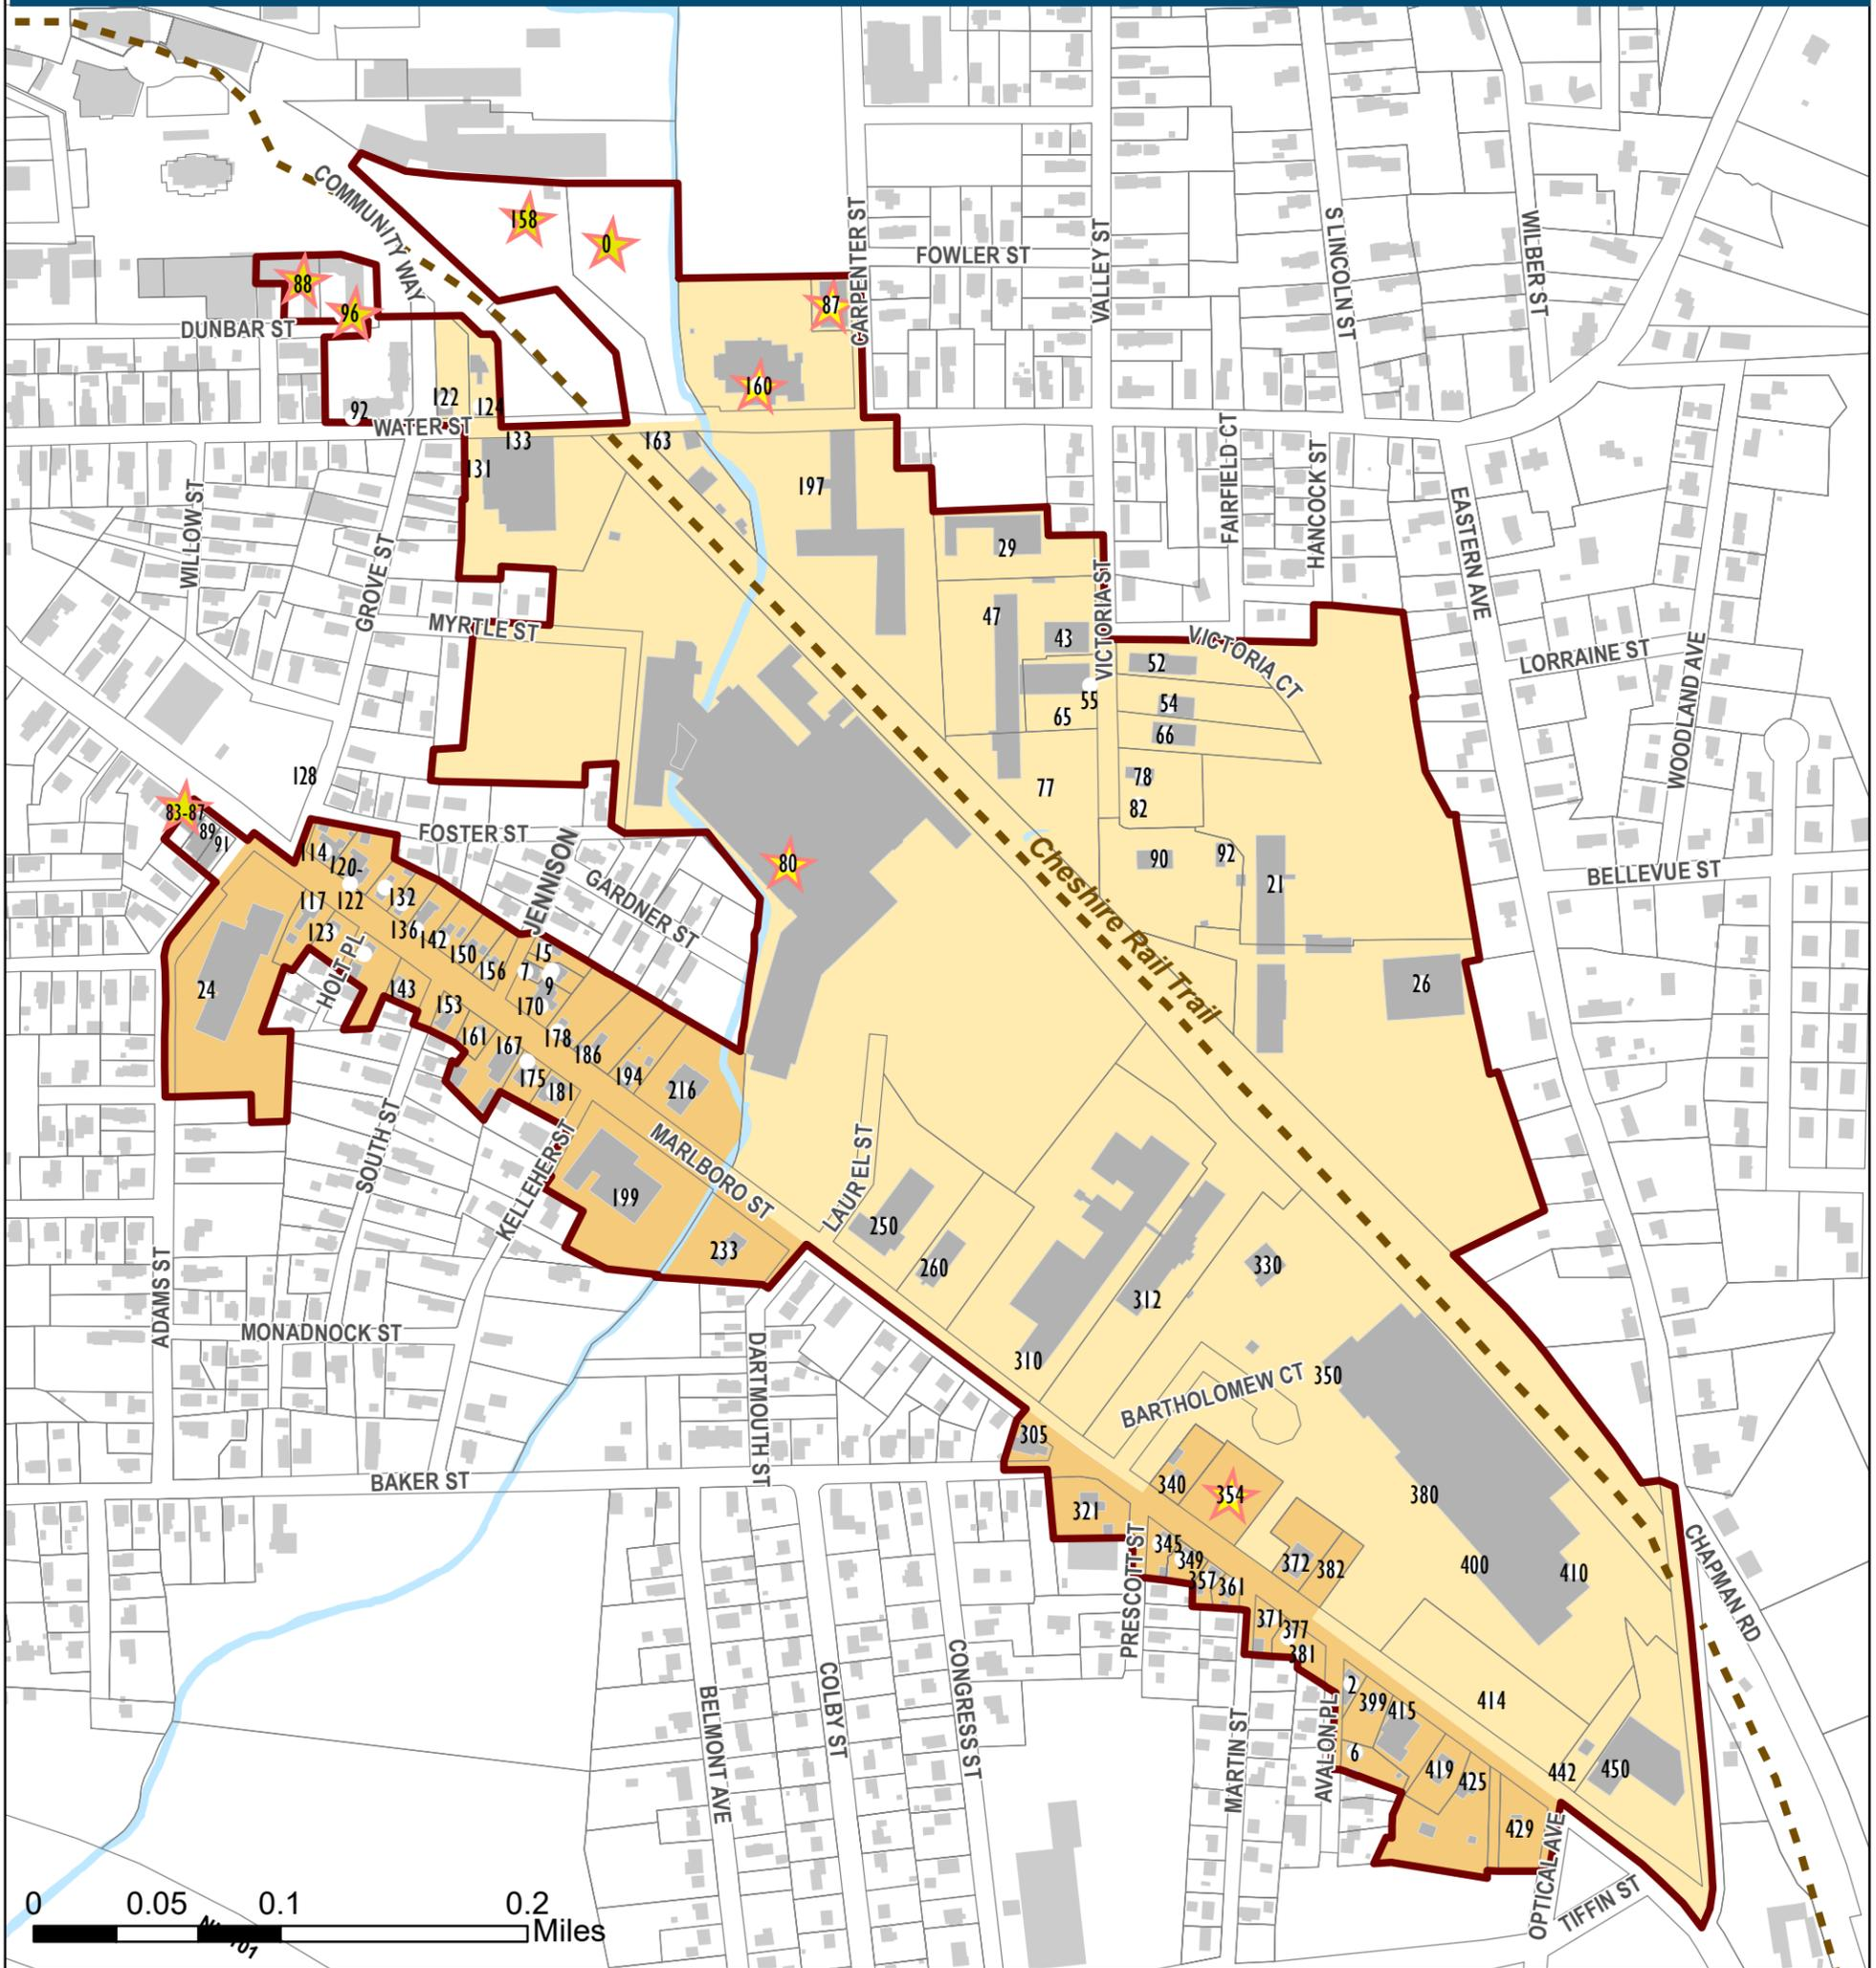 COMMUNITY WAY
158
0
88
96
DUNBAR ST
87
CARPENTER ST
FOWLER ST
VALLEY ST
S LINCOLN ST
WILBER ST
160
92
122
124
WATER ST
133
131
163
197
WILLOW ST
GROVE ST
MYRTLE ST
29
47
43
VICTORIA ST
55
65
FAIRFIELD CT
HANCOCK ST
EASTERN AVE
VICTORIA CT
52
54
66
LORRAINE ST
WOODLAND AVE
128
77
78
82
83-87
89
91
FOSTER ST
JENNISON
GARDNER ST
80
Cheshire Rail Trail
90
92
21
BELLEVUE ST
114
120-
122
132
117
123
136
142
150
156
HOLT PL
15
7
9
170
24
143
153
161
167
178
186
175
181
194
216
26
SOUTH ST
KELLEHER ST
MARLBORO ST
199
233
LAUREL ST
250
260
312
330
310
ADAMS ST
MONADNOCK ST
DARTMOUTH ST
BARTHOLOMEW CT
350
305
BAKER ST
340
354
380
321
PRESCOTT ST
345
349
357
361
372
382
400
410
CHAPMAN RD
371
377
381
BELMONT AVE
COLBY ST
CONGRESS ST
MARTIN ST
AVALON PL
2
399
415
6
414
419
425
442
450
429
OPTICAL AVE
TIFFIN ST
0
0.05
0.1
0.2
Miles